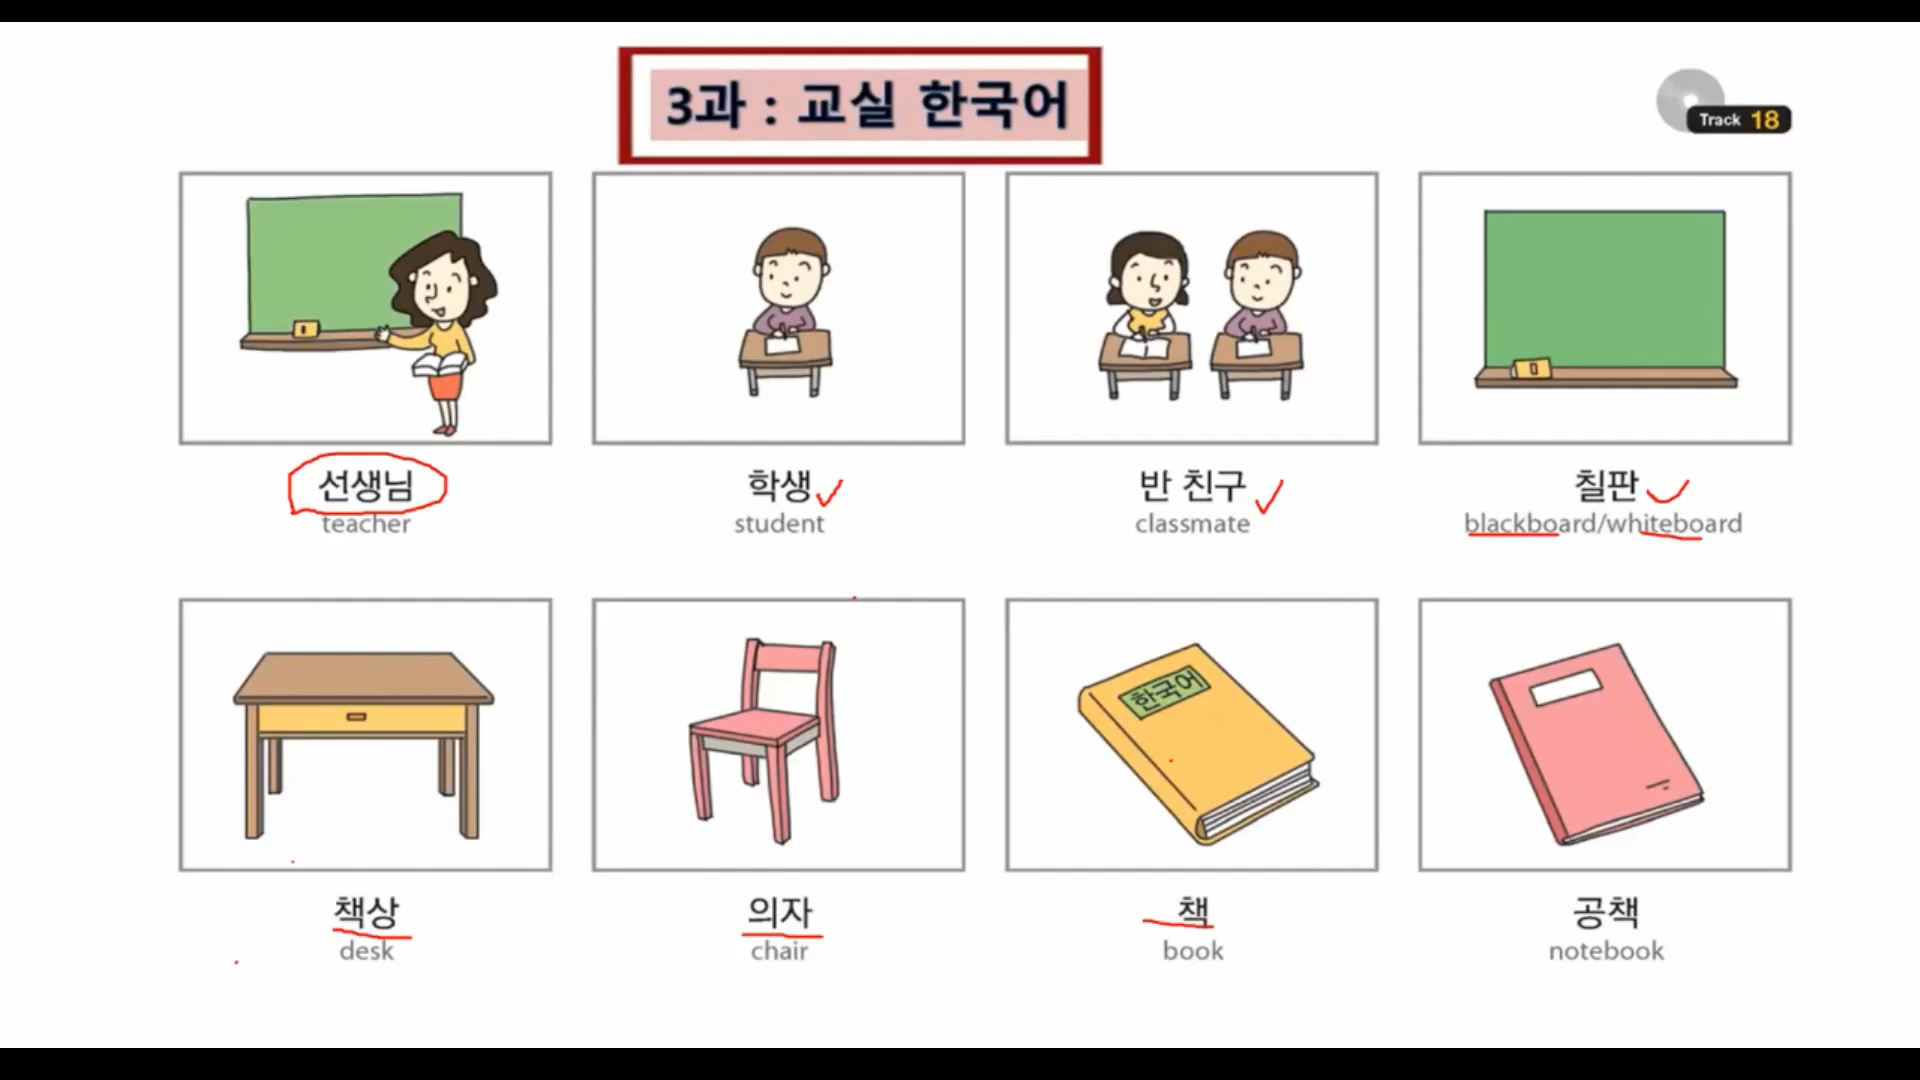 3과 : 교실 한국어
Track 18
선생님
teacher
학생
student
반 친구
classmate
칠판
blackboard/whiteboard
한국어
책상
desk
의자
chair
책
book
공책
notebook